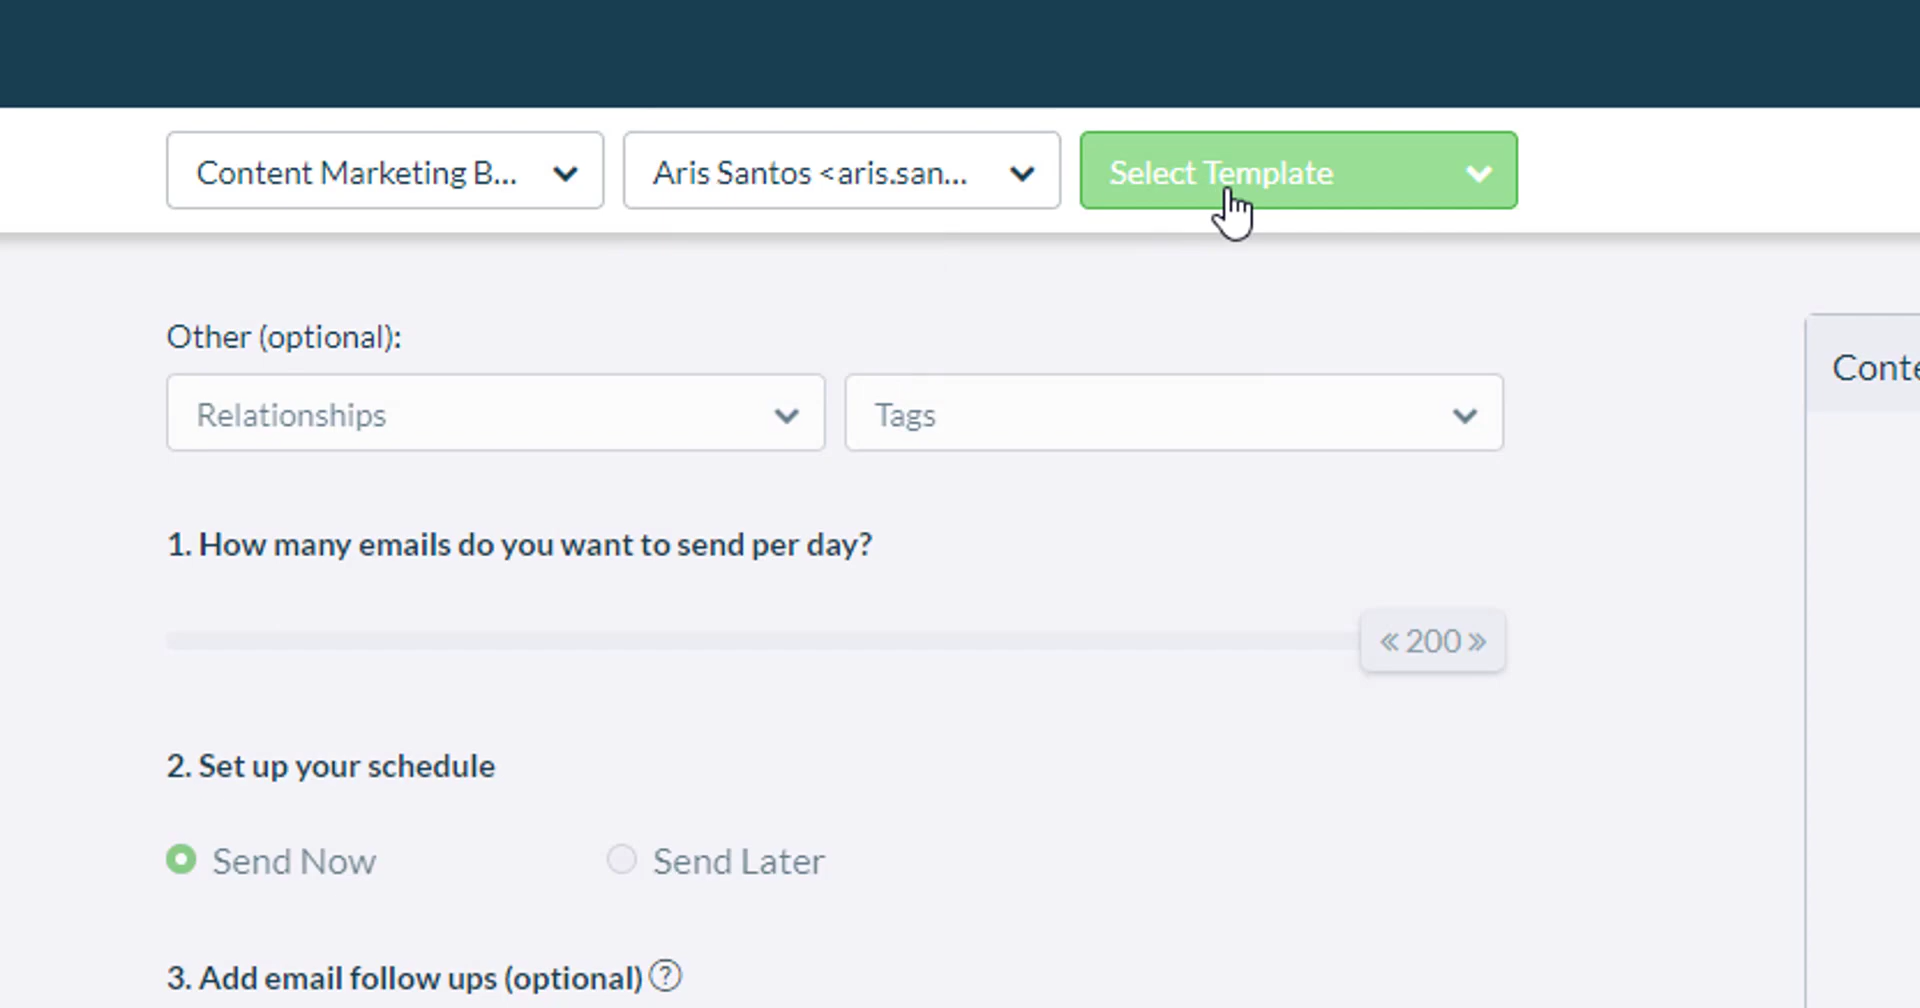 Content Marketing B...
Aris Santos <aris.san...
Select Template
Other (optional):
Relationships
Tags
Conte
1. How many emails do you want to send per day?
« 200 »
2. Set up your schedule
Send Now
Send Later
3. Add email follow ups (optional) ?